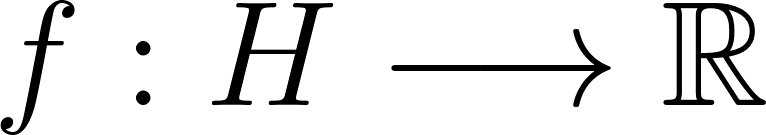 f : H ⟶ ℝ